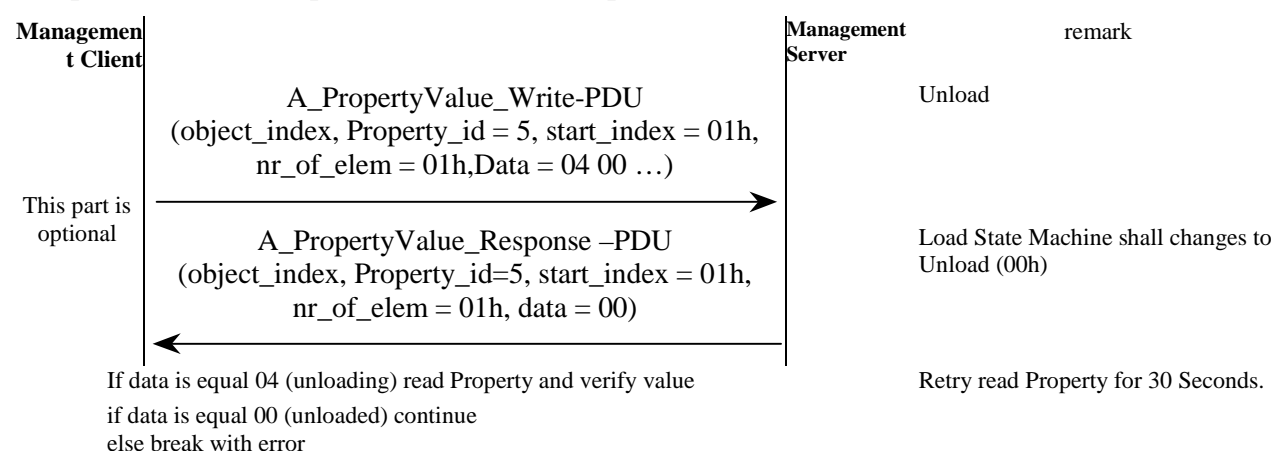 Managemen
t Client
Management
Server
remark
A_PropertyValue_Write-PDU
(object_index, Property_id = 5, start_index = 01h,
nr_of_elem = 01h,Data = 04 00 …)
Unload
This part is
optional
A_PropertyValue_Response –PDU
(object_index, Property_id=5, start_index = 01h,
nr_of_elem = 01h, data = 00)
Load State Machine shall changes to
Unload (00h)
If data is equal 04 (unloading) read Property and verify value
Retry read Property for 30 Seconds.
if data is equal 00 (unloaded) continue
else break with error